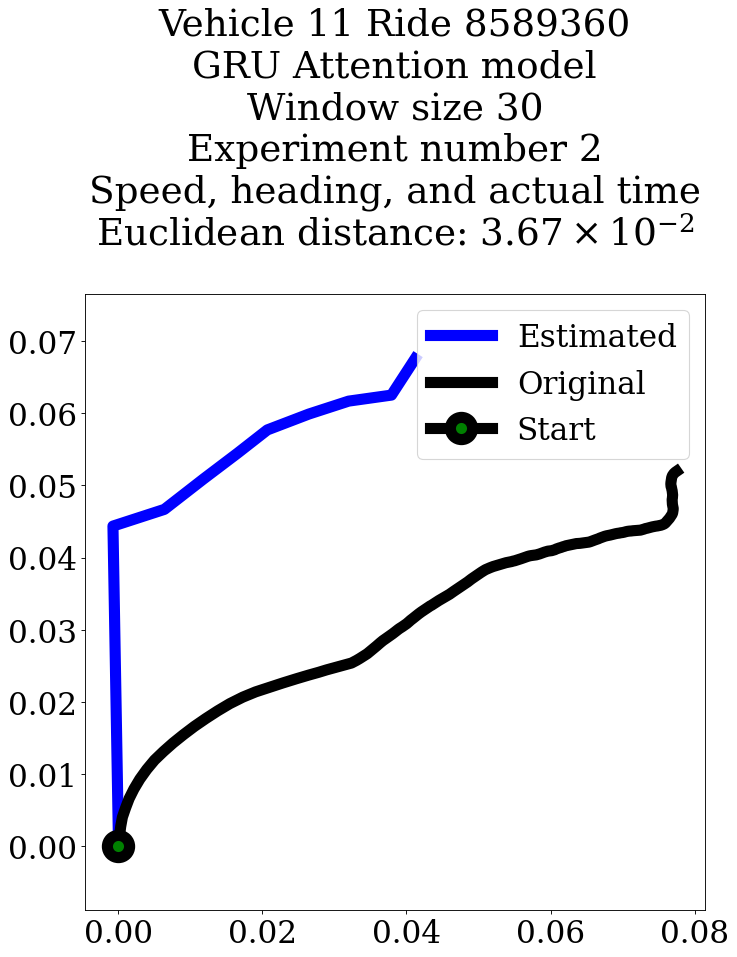 Vehicle 11 Ride 8589360
GRU Attention model
Window size 30
Experiment number 2
Speed, heading, and actual time
Euclidean distance: 3.67 × 10⁻²
Estimated
Original
Start
0.07
0.06
0.05
0.04
0.03
0.02
0.01
0.00
0.00 0.02 0.04 0.06 0.08